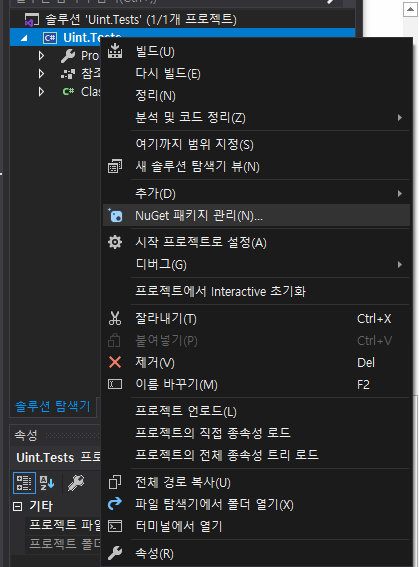 솔루션 'Uint.Tests' (1/1개 프로젝트)
Uint.Tests
Pro
참조
Clas
빌드(U)
다시 빌드(E)
정리(N)
분석 및 코드 정리(Z)
여기까지 범위 지정(S)
새 솔루션 탐색기 뷰(N)
추가(D)
NuGet 패키지 관리(N)...
시작 프로젝트로 설정(A)
디버그(G)
프로젝트에서 Interactive 초기화
잘라내기(T) Ctrl+X
붙여넣기(P) Ctrl+V
제거(V) Del
이름 바꾸기(M) F2
프로젝트 언로드(L)
프로젝트의 직접 종속성 로드
프로젝트의 전체 종속성 트리 로드
전체 경로 복사(U)
파일 탐색기에서 폴더 열기(X)
터미널에서 열기
속성(R)
솔루션 탐색기
속성
Uint.Tests 프로
기타
프로젝트 파일
프로젝트 폴더